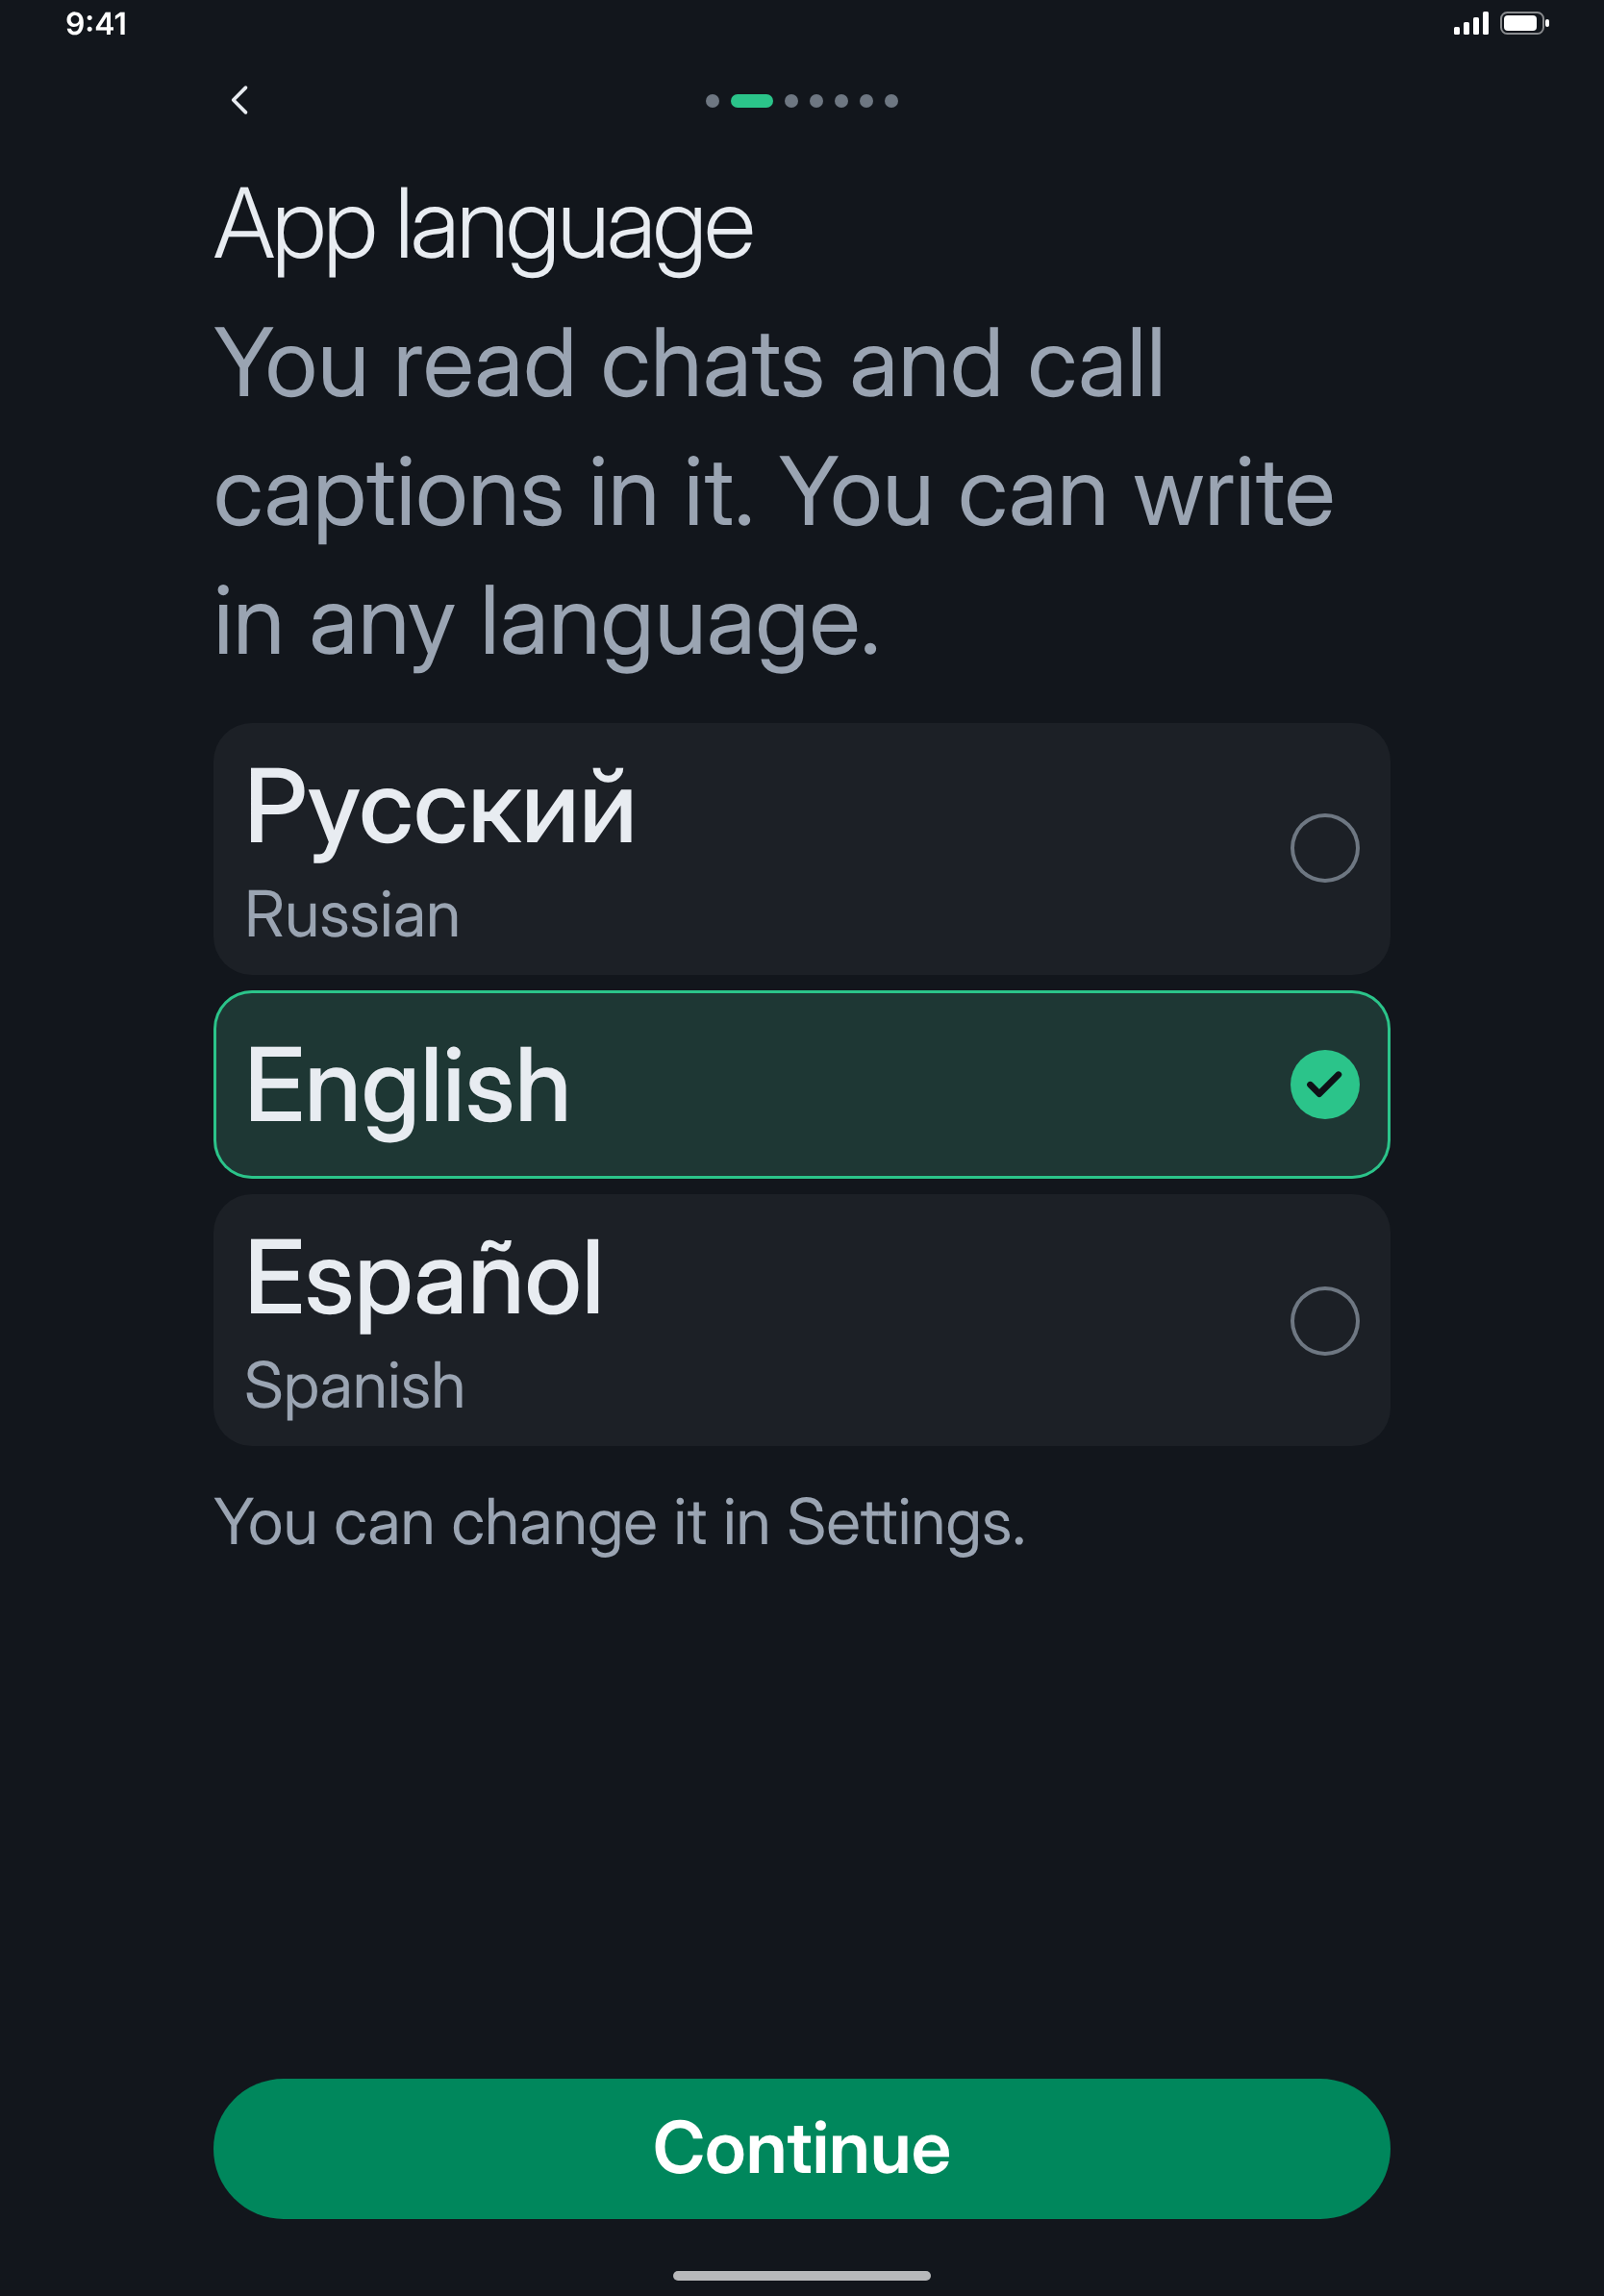 9:41
App language
You read chats and call
captions in it. You can write
in any language.
Русский
Russian
English
Español
Spanish
You can change it in Settings.
Continue